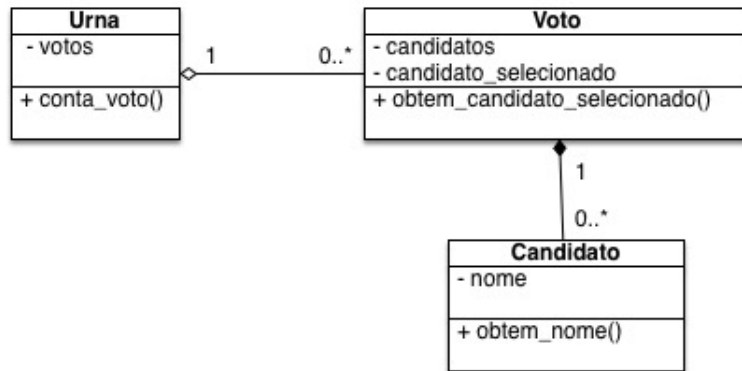 Urna
- votos
+ conta_voto()
1
0..*
Voto
- candidatos
- candidato_selecionado
+ obtem_candidato_selecionado()
1
0..*
Candidato
- nome
+ obtem_nome()